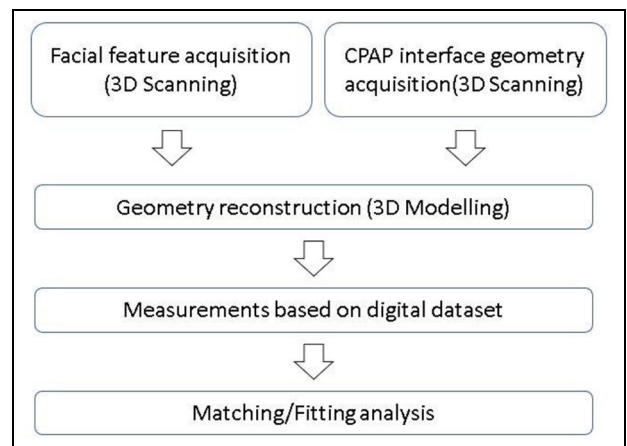 Facial feature acquisition
(3D Scanning)
CPAP interface geometry
acquisition(3D Scanning)
Geometry reconstruction (3D Modelling)
Measurements based on digital dataset
Matching/Fitting analysis